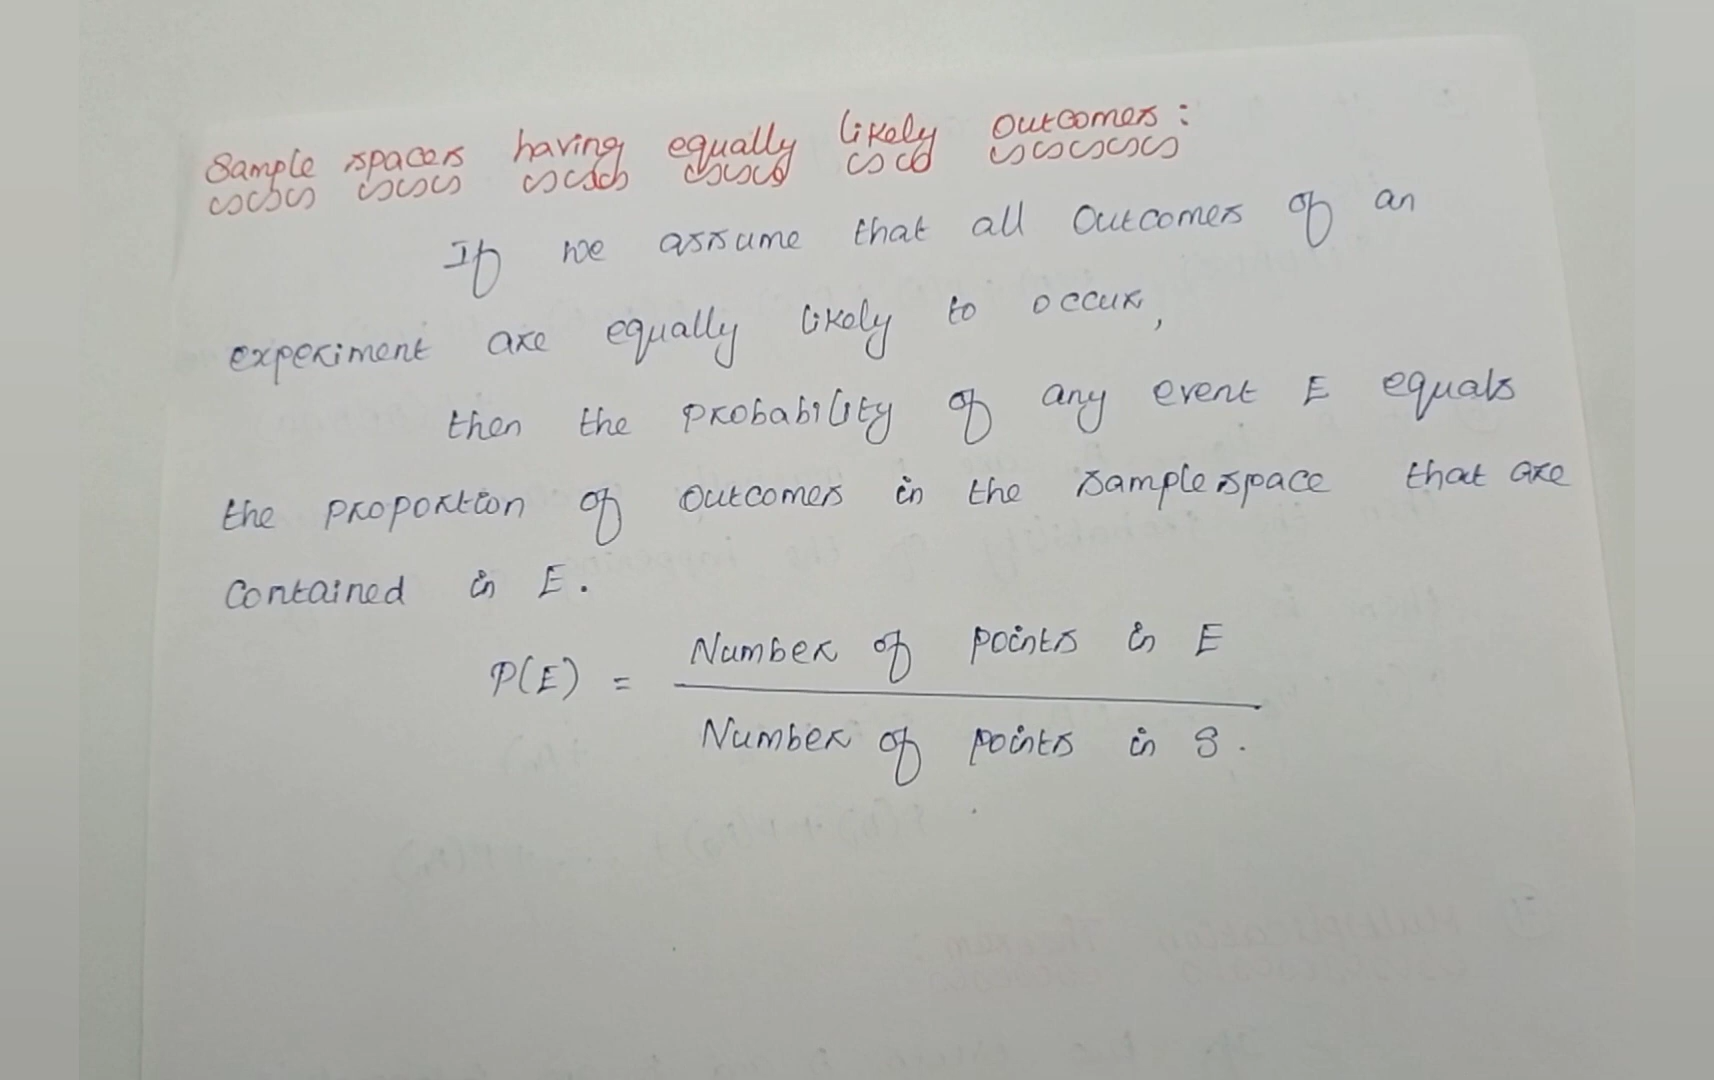 Sample spaces having equally likely outcomes :
If we assume that all outcomes of an
experiment are equally likely to occur,
then the probability of any event E equals
the proportion of outcomes in the sample space that are
contained in E.
P(E) = Number of points in E
Number of points in S.